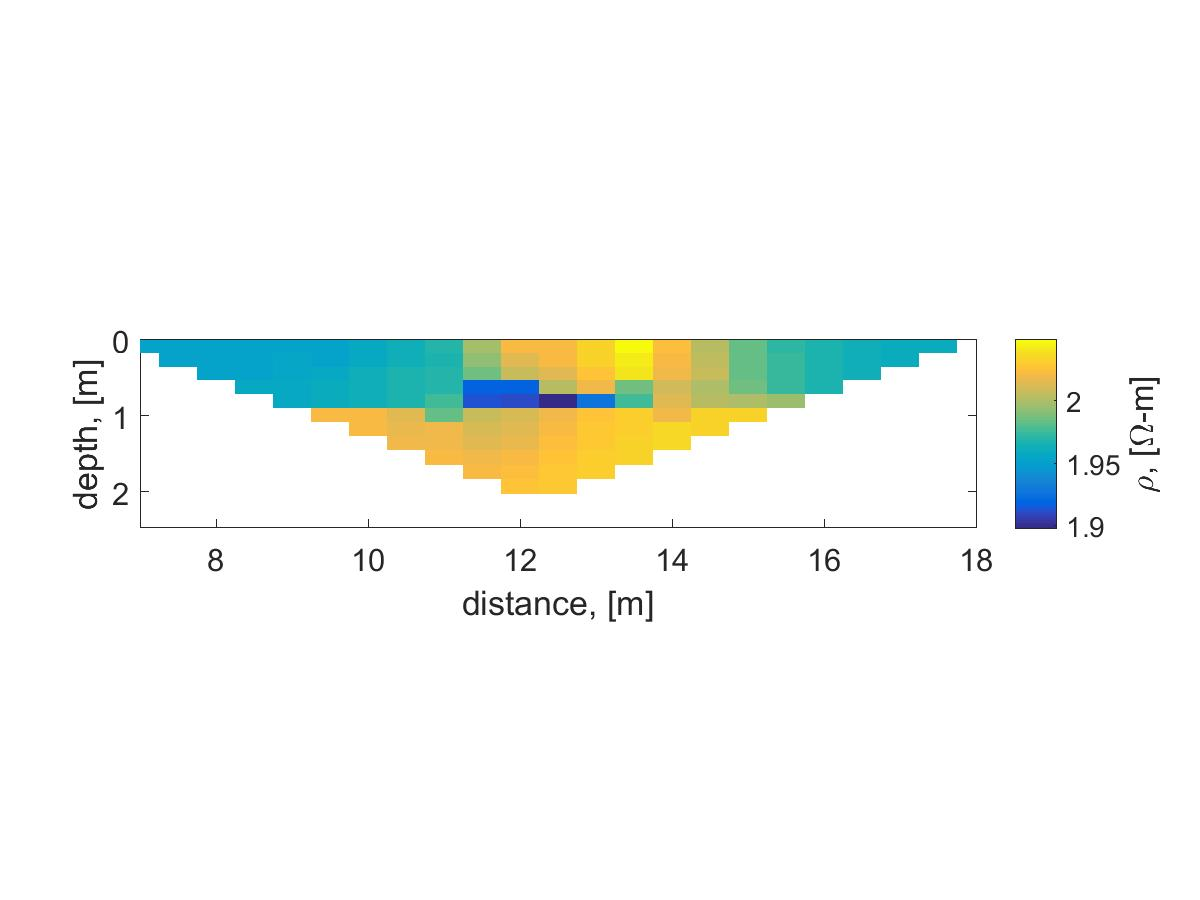 0
1
2
depth, [m]
8 10 12 14 16 18
distance, [m]
2
1.95
1.9
ρ, [Ω-m]